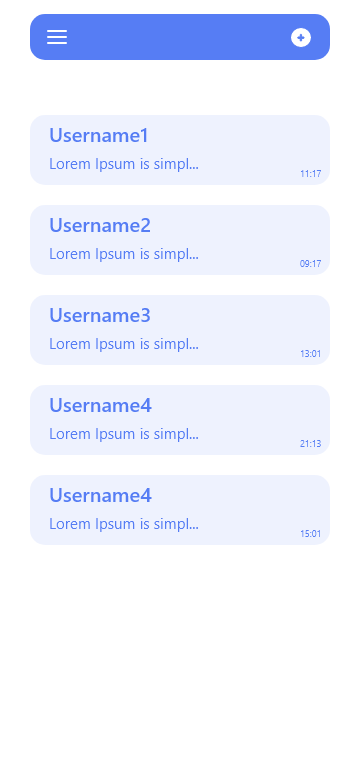 Username1
Lorem Ipsum is simpl...
11:17
Username2
Lorem Ipsum is simpl...
09:17
Username3
Lorem Ipsum is simpl...
13:01
Username4
Lorem Ipsum is simpl...
21:13
Username4
Lorem Ipsum is simpl...
15:01